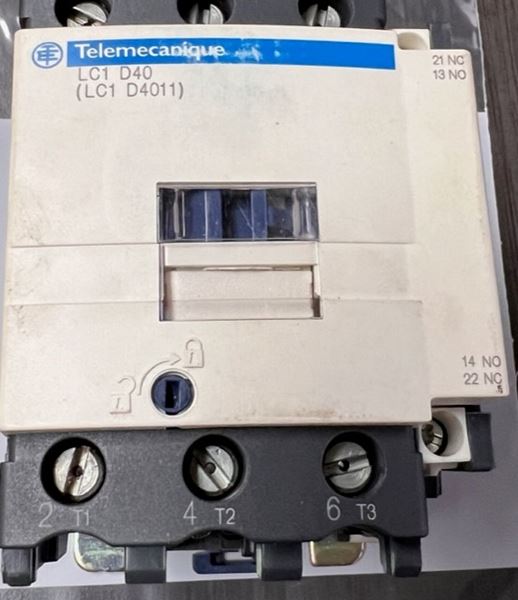 Telemecanique
LC1 D40
(LC1 D4011)
21 NC
13 NO
14 NO
22 NC
2 T1
4 T2
6 T3